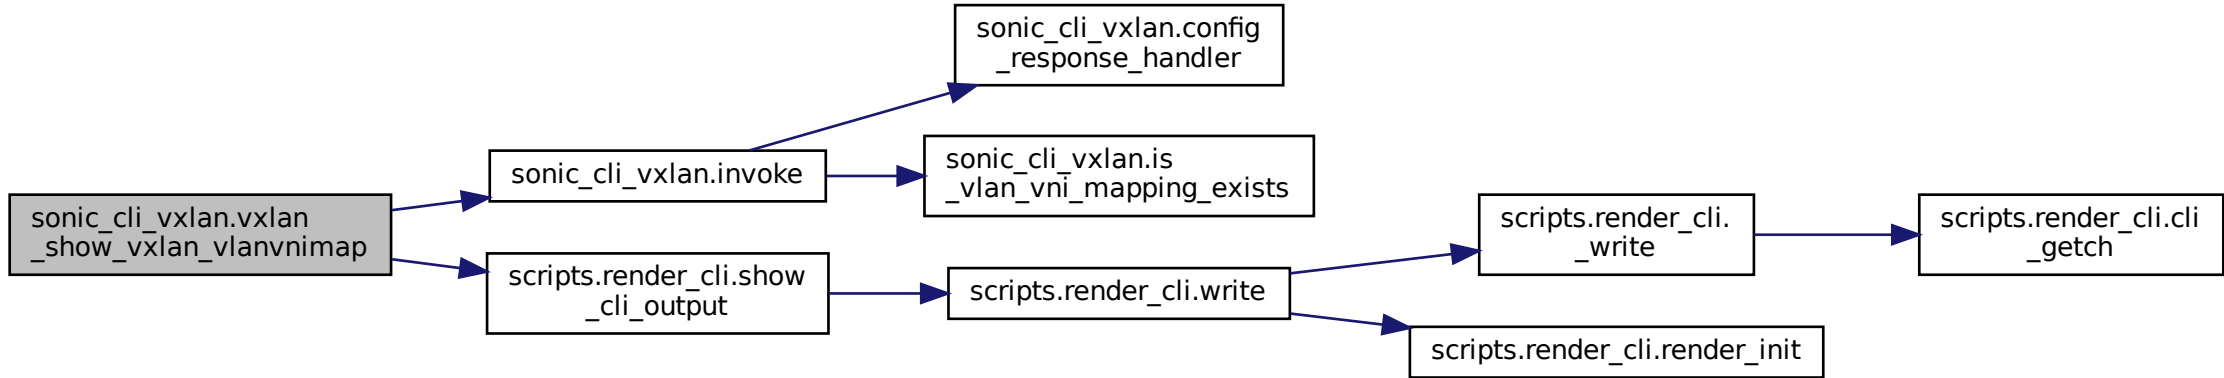 sonic_cli_vxlan.vxlan
_show_vxlan_vlanvnimap
sonic_cli_vxlan.invoke
sonic_cli_vxlan.config
_response_handler
sonic_cli_vxlan.is
_vlan_vni_mapping_exists
scripts.render_cli.show
_cli_output
scripts.render_cli.write
scripts.render_cli.
_write
scripts.render_cli.cli
_getch
scripts.render_cli.render_init